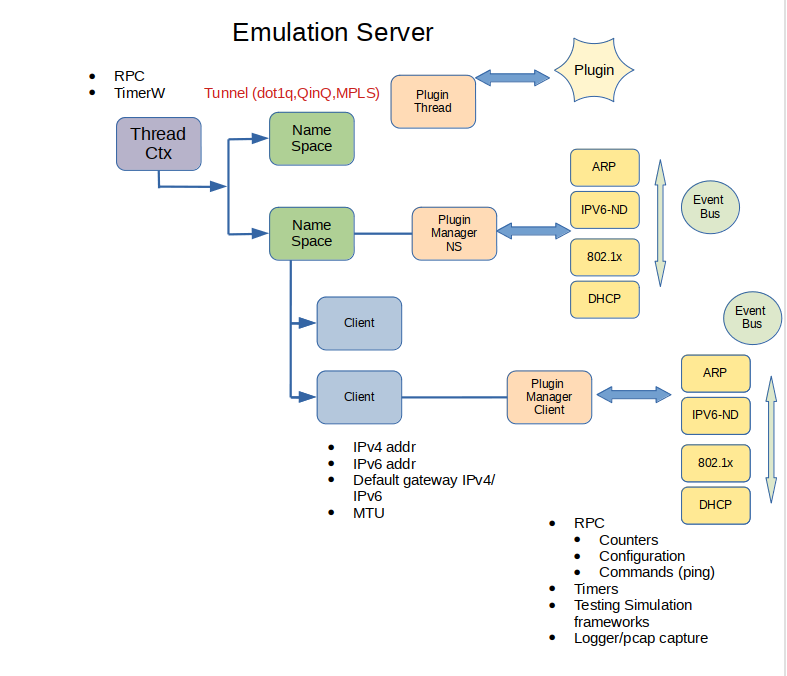 Emulation Server
● RPC
● TimerW
Tunnel (dot1q,QinQ,MPLS)
Plugin
Thread
Plugin
Thread
Ctx
Name
Space
Name
Space
Plugin
Manager
NS
ARP
IPV6-ND
802.1x
DHCP
Event
Bus
Client
Client
Plugin
Manager
Client
Event
Bus
ARP
IPV6-ND
802.1x
DHCP
● IPv4 addr
● IPv6 addr
● Default gateway IPv4/
IPv6
● MTU
● RPC
● Counters
● Configuration
● Commands (ping)
● Timers
● Testing Simulation
frameworks
● Logger/pcap capture